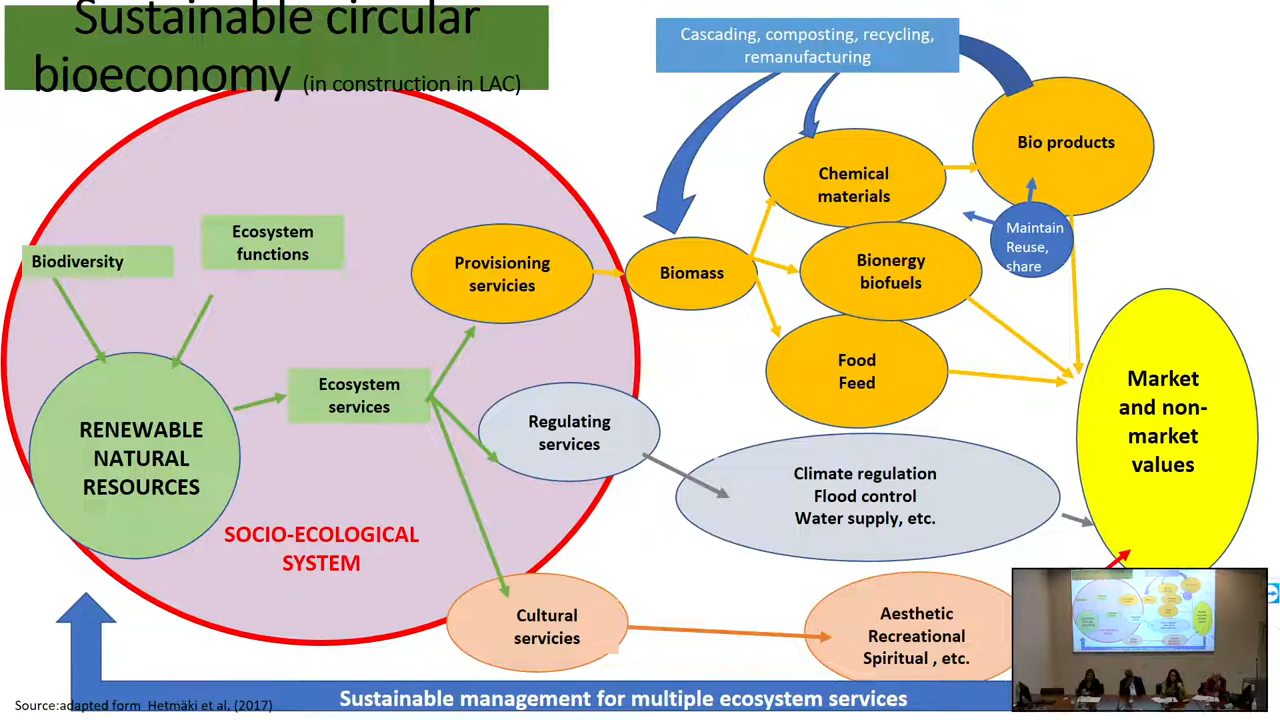 Sustainable circular
bioeconomy (in construction in LAC)
Cascading, composting, recycling,
remanufacturing
Bio products
Chemical
materials
Maintain
Reuse,
share
Ecosystem
functions
Biodiversity
Provisioning
servicies
Biomass
Bionergy
biofuels
Food
Feed
Market
and non-
market
values
Ecosystem
services
Regulating
services
RENEWABLE
NATURAL
RESOURCES
Climate regulation
Flood control
Water supply, etc.
SOCIO-ECOLOGICAL
SYSTEM
Cultural
servicies
Aesthetic
Recreational
Spiritual , etc.
Sustainable management for multiple ecosystem services
Source:adapted form Hetmäki et al, (2017)